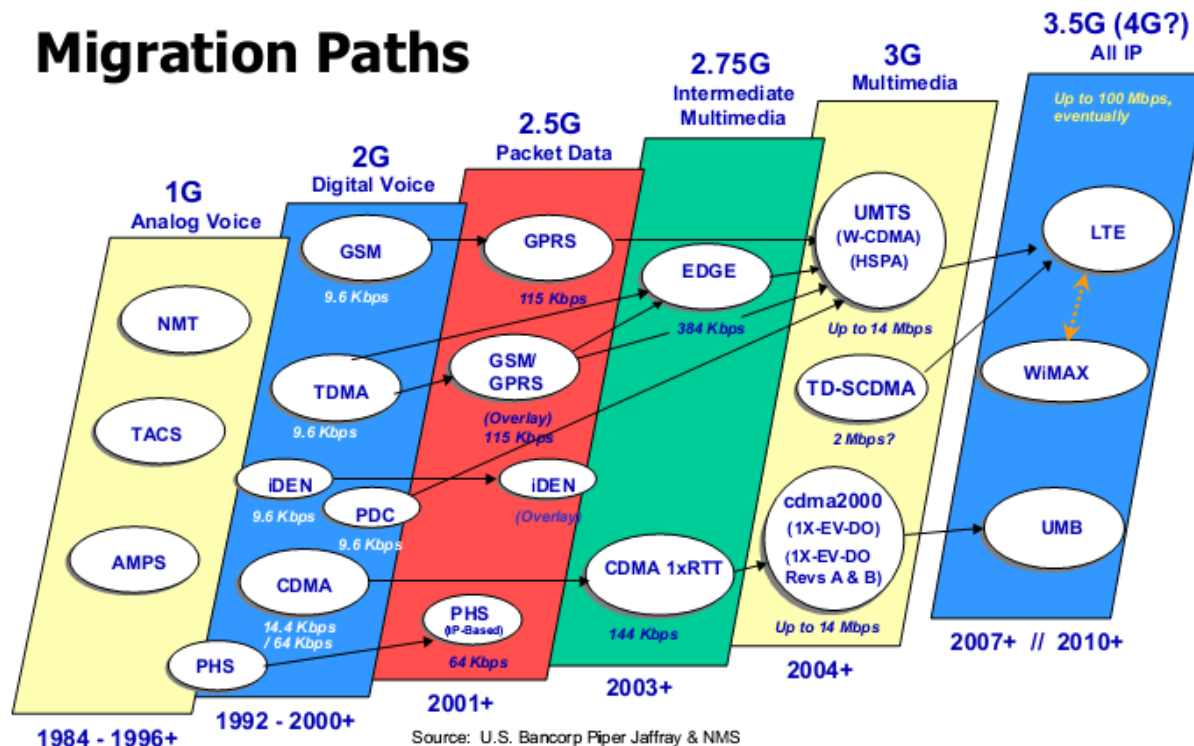 Migration Paths
1G
Analog Voice
NMT
TACS
AMPS
1984 - 1996+
2G
Digital Voice
GSM
9.6 Kbps
TDMA
9.6 Kbps
iDEN
9.6 Kbps
PDC
9.6 Kbps
CDMA
14.4 Kbps
/ 64 Kbps
PHS
1992 - 2000+
2.5G
Packet Data
GPRS
115 Kbps
GSM/
GPRS
(Overlay)
115 Kbps
iDEN
(Overlay)
PHS
(IP-Based)
64 Kbps
2001+
2.75G
Intermediate
Multimedia
EDGE
384 Kbps
CDMA 1xRTT
144 Kbps
2003+
3G
Multimedia
UMTS
(W-CDMA)
(HSPA)
Up to 14 Mbps
TD-SCDMA
2 Mbps?
cdma2000
(1X-EV-DO)
(1X-EV-DO
Revs A & B)
Up to 14 Mbps
2004+
3.5G (4G?)
All IP
Up to 100 Mbps,
eventually
LTE
WiMAX
UMB
2007+ // 2010+
Source: U.S. Bancorp Piper Jaffray & NMS